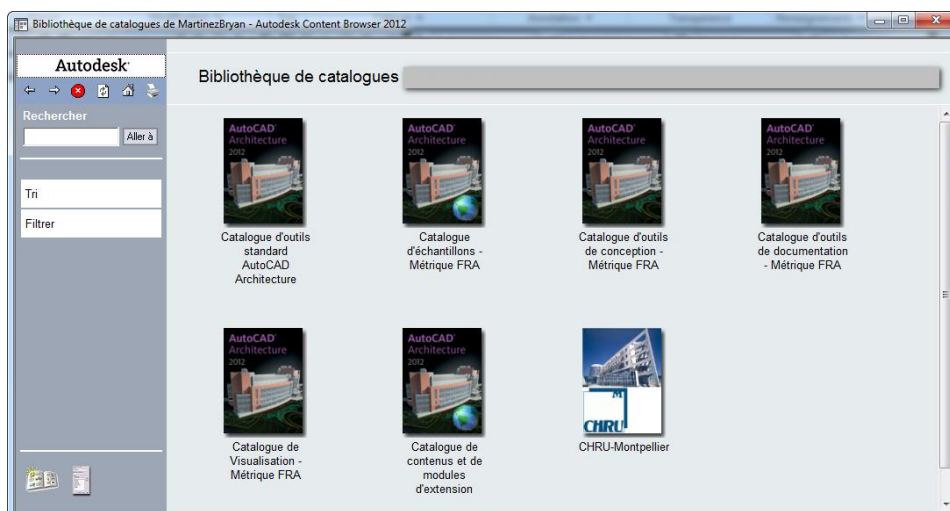 Bibliothèque de catalogues de MartinezBryan - Autodesk Content Browser 2012
Autodesk
Bibliothèque de catalogues
Rechercher
Aller à
Tri
Filtrer
AutoCAD
Architecture
2012
Catalogue d'outils
standard
AutoCAD
Architecture
AutoCAD
Architecture
2012
Catalogue
d'échantillons -
Métrique FRA
AutoCAD
Architecture
2012
Catalogue d'outils
de conception -
Métrique FRA
AutoCAD
Architecture
2012
Catalogue d'outils
de documentation
- Métrique FRA
AutoCAD
Architecture
2012
Catalogue de
Visualisation -
Métrique FRA
AutoCAD
Architecture
2012
Catalogue de
contenus et de
modules
d'extension
M
CHRU
CHRU-Montpellier